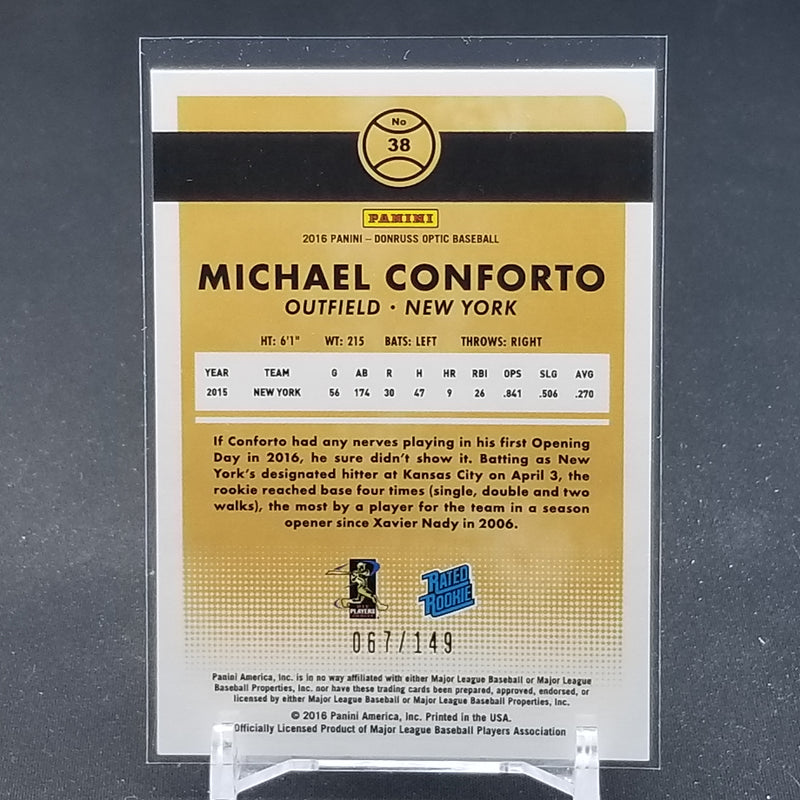 No
38
PANINI
2016 PANINI – DONRUSS OPTIC BASEBALL
MICHAEL CONFORTO
OUTFIELD · NEW YORK
HT: 6'1" WT: 215 BATS: LEFT THROWS: RIGHT
YEAR TEAM G AB R H HR RBI OPS SLG AVG
2015 NEW YORK 56 174 30 47 9 26 .841 .506 .270
If Conforto had any nerves playing in his first Opening
Day in 2016, he sure didn't show it. Batting as New
York's designated hitter at Kansas City on April 3, the
rookie reached base four times (single, double and two
walks), the most by a player for the team in a season
opener since Xavier Nady in 2006.
PLAYERS
RATED
ROOKIE
067/149
Panini America, Inc. is in no way affiliated with either Major League Baseball or Major League
Baseball Properties, Inc. nor have these trading cards been prepared, approved, endorsed, or
licensed by either Major League Baseball or Major League Baseball Properties, Inc.
© 2016 Panini America, Inc. Printed in the USA.
Officially Licensed Product of Major League Baseball Players Association